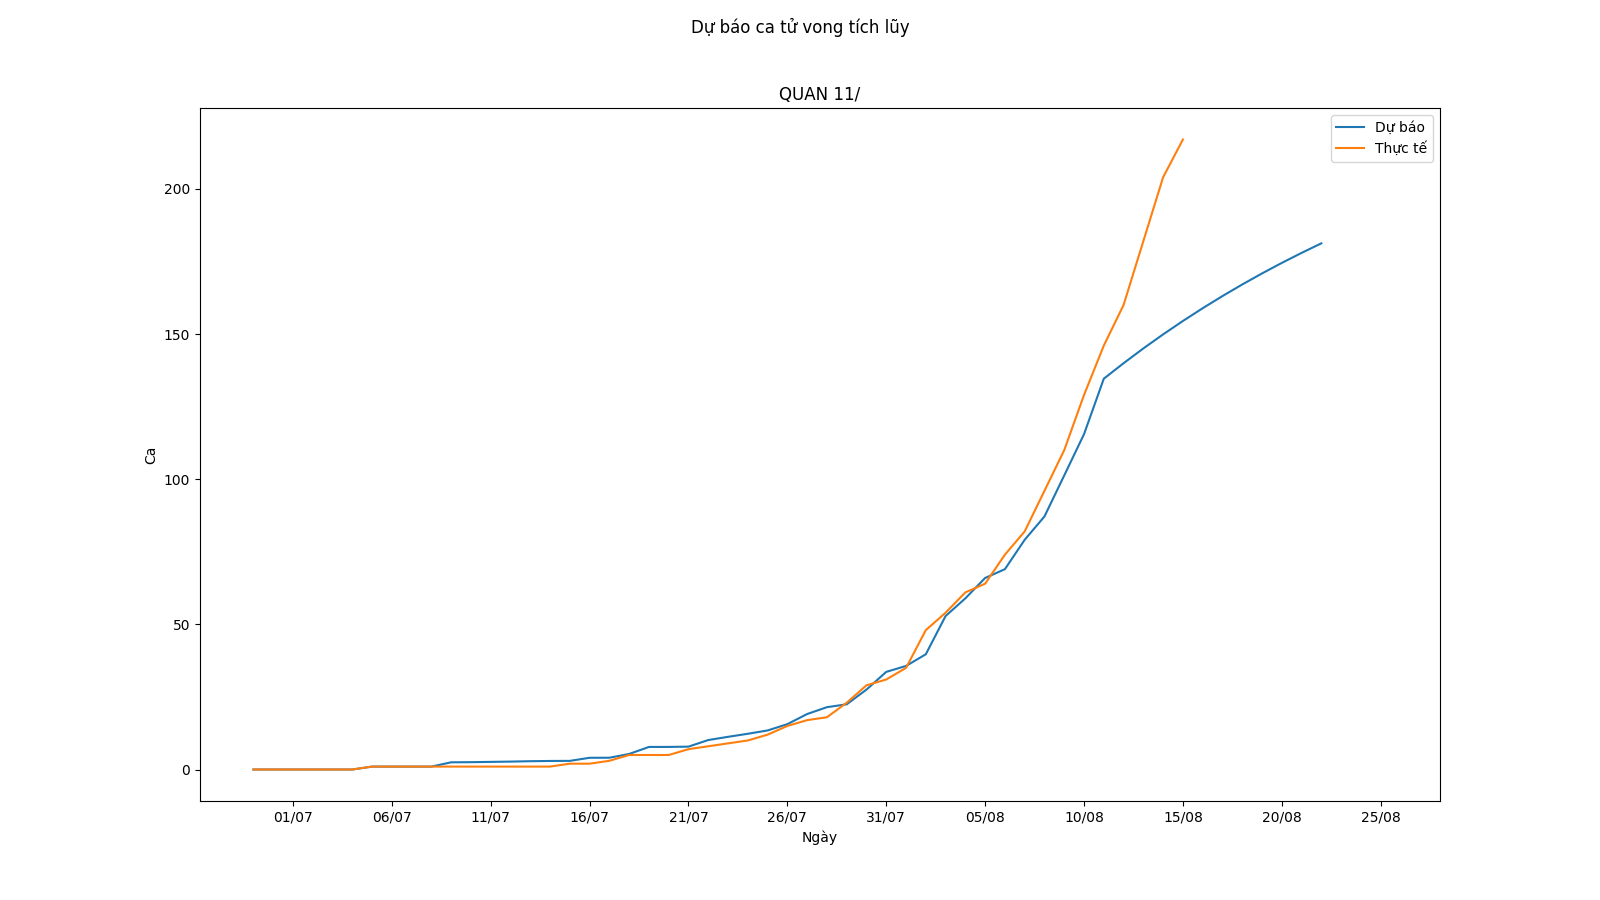 Dự báo ca tử vong tích lũy
QUAN 11/
Dự báo
Thực tế
200
150
100
50
0
Ca
01/07 06/07 11/07 16/07 21/07 26/07 31/07 05/08 10/08 15/08 20/08 25/08
Ngày